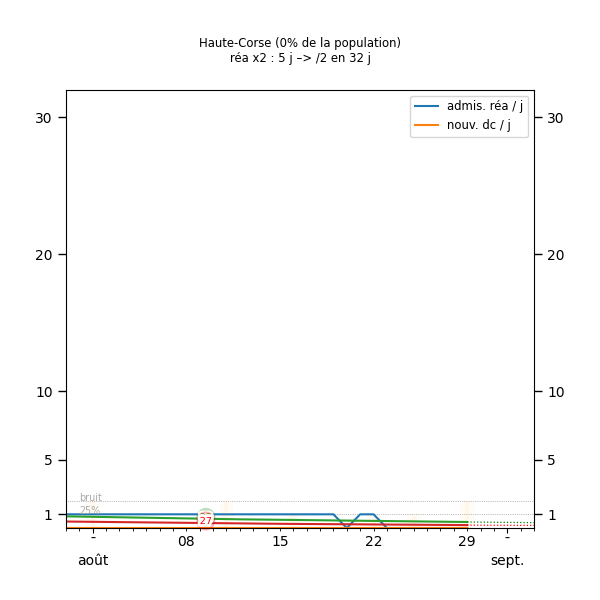 Haute-Corse (0% de la population)
réa x2 : 5 j –> /2 en 32 j
admis. réa / j
nouv. dc / j
30 30
20 20
10 10
5 5
bruit
25%
1 27 1
- 08 15 22 29 -
août sept.